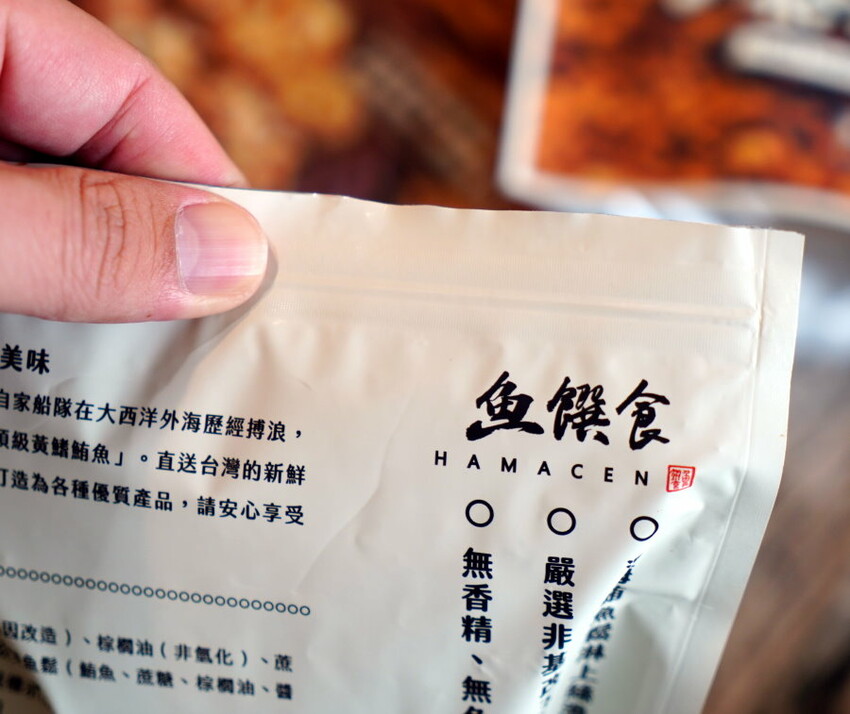 美味
自家船隊在大西洋外海歷經搏浪，
頂級黃鰭鮪魚」。直送台灣的新鮮
打造為各種優質產品，請安心享受
因改造）、棕櫚油（非氫化）、蔗
魚鬆（鮪魚、蔗糖、棕櫚油、醬
魚饌食
HAMACEN
無香精、無
嚴選非基